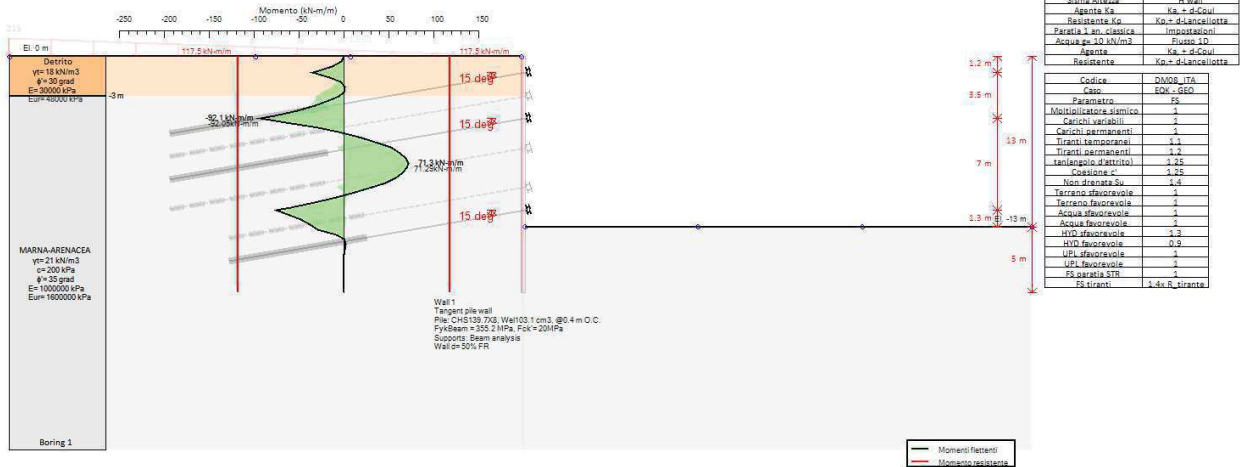 Momento (kN-m/m)
-250 -200 -150 -100 -50 0 50 100 150
El. 0 m
117.5 kN-m/m
117.5 kN-m/m
Detrito
γt= 18 kN/m3
ϕ'= 30 grad
E= 30000 kPa
Eur= 48000 kPa
-3 m
-92.1 kN-m/m
-92.05kN-m/m
71.3 kN-m/m
71.25kN-m/m
15 deg
15 deg
15 deg
MARNA-ARENACEA
γt= 21 kN/m3
c= 200 kPa
ϕ'= 35 grad
E= 1000000 kPa
Eur= 1600000 kPa
Boring 1
Wall 1
Tangent pile wall
Pile: CHS139.7X8, Wel103.1 cm3, @0.4 m O.C.
FykBeam = 355.2 MPa, Fck'= 20MPa
Supports: Beam analysis
Wall d= 50% FR
1.2 m
3.5 m
7 m
1.3 m
13 m
El. -13 m
5 m
Sisma Altezza H wall
Agente Ka Ka, + d-Coul
Resistente Kp Kp,+ d-Lancellotta
Paratia 1 an. classica Impostazioni
Acqua g= 10 kN/m3 Flusso 1D
Agente Ka, + d-Coul
Resistente Kp,+ d-Lancellotta
Codice DM08_ITA
Caso EQK - GEO
Parametro FS
Moltiplicatore sismico 1
Carichi variabili 1
Carichi permanenti 1
Tiranti temporanei 1.1
Tiranti permanenti 1.2
tan(angolo d'attrito) 1.25
Coesione c' 1.25
Non drenata Su 1.4
Terreno sfavorevole 1
Terreno favorevole 1
Acqua sfavorevole 1
Acqua favorevole 1
HYD sfavorevole 1.3
HYD favorevole 0.9
UPL sfavorevole 1
UPL favorevole 1
FS paratia STR 1
FS tiranti 1.4x R_tirante
Momenti flettenti
Momento resistente